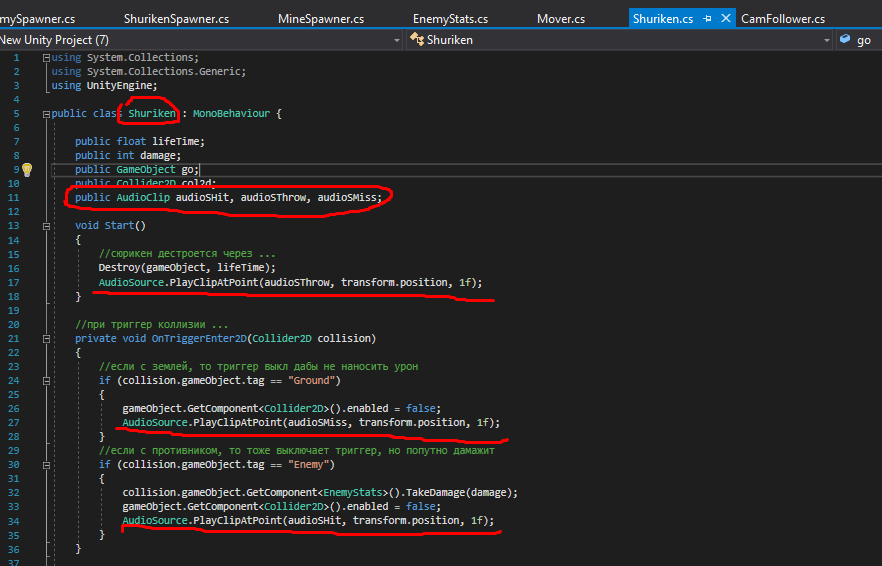 mySpawner.cs ShurikenSpawner.cs MineSpawner.cs EnemyStats.cs Mover.cs Shuriken.cs CamFollower.cs
New Unity Project (7) Shuriken go
1 using System.Collections;
2 using System.Collections.Generic;
3 using UnityEngine;
4
5 public class Shuriken : MonoBehaviour {
6
7 public float lifeTime;
8 public int damage;
9 public GameObject go;
10 public Collider2D col2d;
11 public AudioClip audioSHit, audioSThrow, audioSMiss;
12
13 void Start()
14 {
15 //сюрикен дестроется через ...
16 Destroy(gameObject, lifeTime);
17 AudioSource.PlayClipAtPoint(audioSThrow, transform.position, 1f);
18 }
19
20 //при триггер коллизии ...
21 private void OnTriggerEnter2D(Collider2D collision)
22 {
23 //если с землей, то триггер выкл дабы не наносить урон
24 if (collision.gameObject.tag == "Ground")
25 {
26 gameObject.GetComponent<Collider2D>().enabled = false;
27 AudioSource.PlayClipAtPoint(audioSMiss, transform.position, 1f);
28 }
29 //если с противником, то тоже выключает триггер, но попутно дамажит
30 if (collision.gameObject.tag == "Enemy")
31 {
32 collision.gameObject.GetComponent<EnemyStats>().TakeDamage(damage);
33 gameObject.GetComponent<Collider2D>().enabled = false;
34 AudioSource.PlayClipAtPoint(audioSHit, transform.position, 1f);
35 }
36 }
37